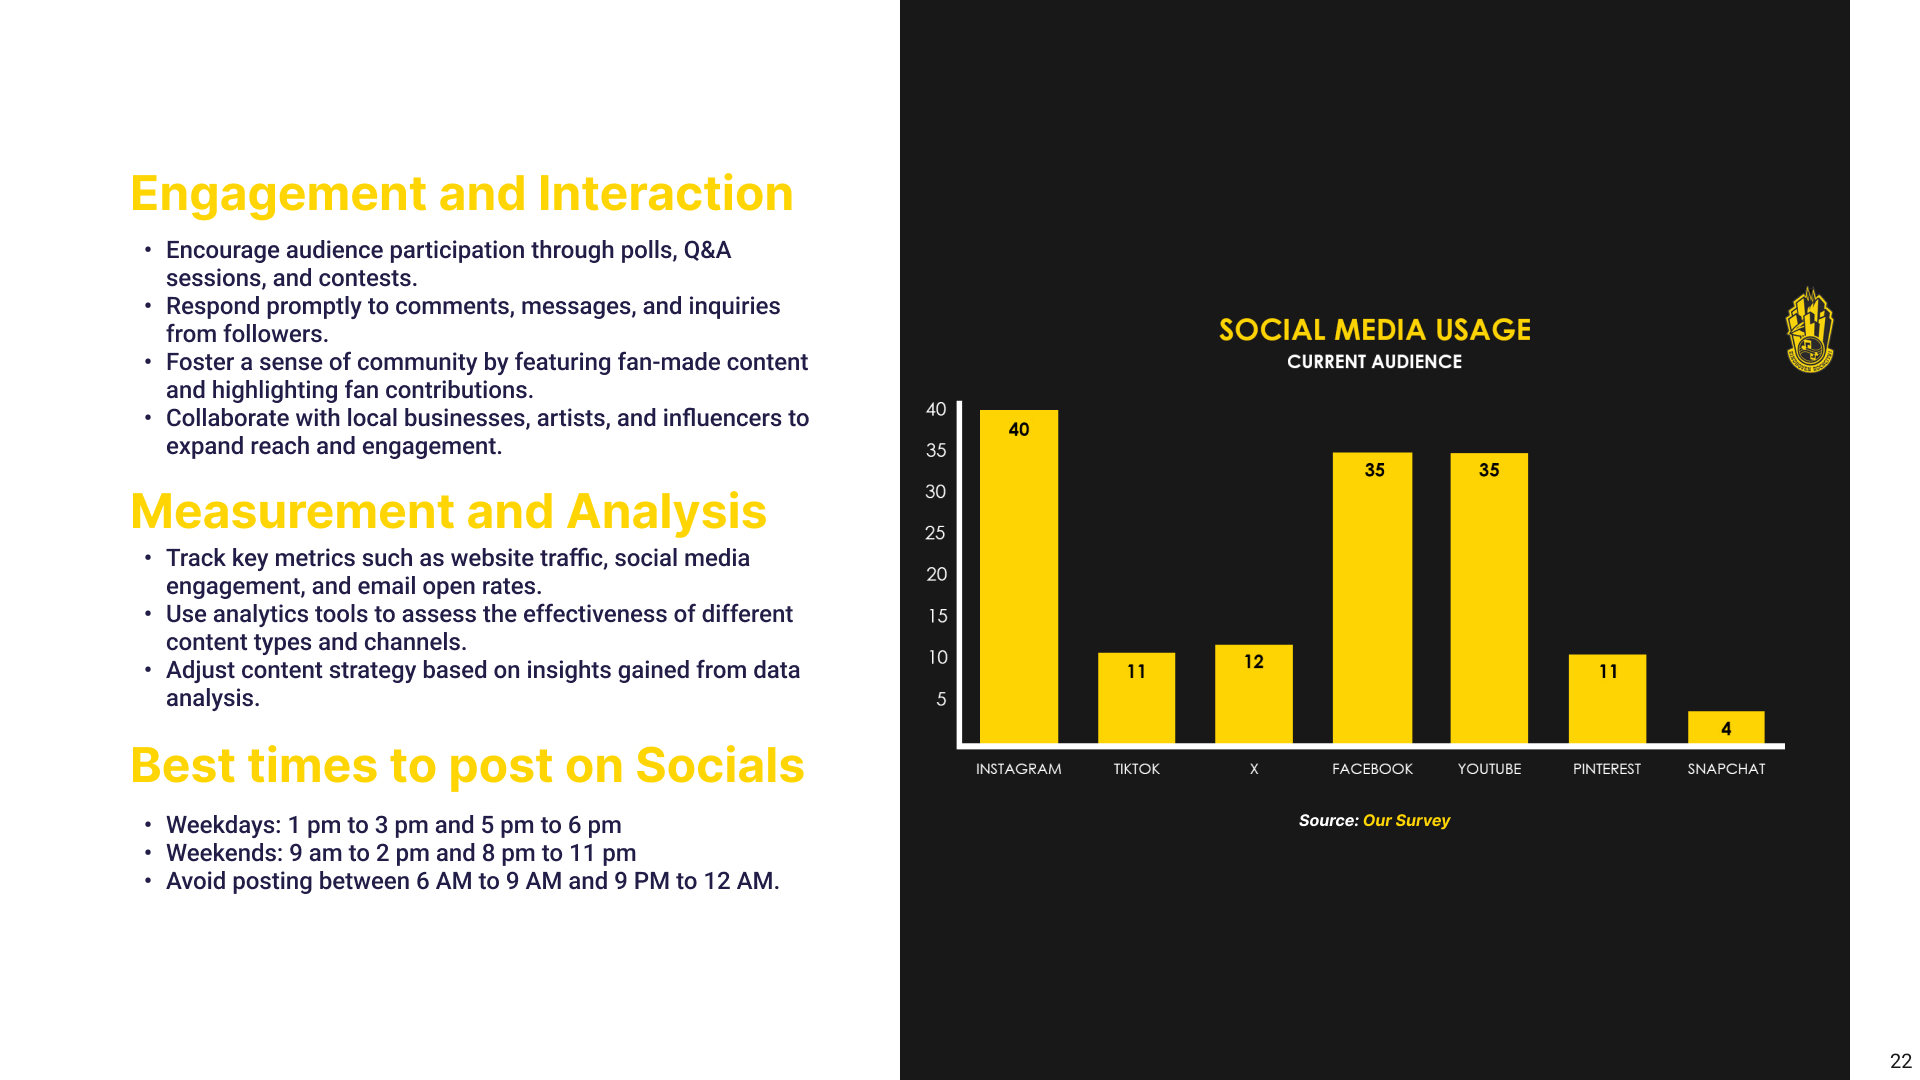 Engagement and Interaction
• Encourage audience participation through polls, Q&A
sessions, and contests.
• Respond promptly to comments, messages, and inquiries
from followers.
• Foster a sense of community by featuring fan-made content
and highlighting fan contributions.
• Collaborate with local businesses, artists, and influencers to
expand reach and engagement.
Measurement and Analysis
• Track key metrics such as website traffic, social media
engagement, and email open rates.
• Use analytics tools to assess the effectiveness of different
content types and channels.
• Adjust content strategy based on insights gained from data
analysis.
Best times to post on Socials
• Weekdays: 1 pm to 3 pm and 5 pm to 6 pm
• Weekends: 9 am to 2 pm and 8 pm to 11 pm
• Avoid posting between 6 AM to 9 AM and 9 PM to 12 AM.
SOCIAL MEDIA USAGE
CURRENT AUDIENCE
40
35
30
25
20
15
10
5
40
11
12
35
35
11
4
INSTAGRAM
TIKTOK
X
FACEBOOK
YOUTUBE
PINTEREST
SNAPCHAT
Source: Our Survey
22